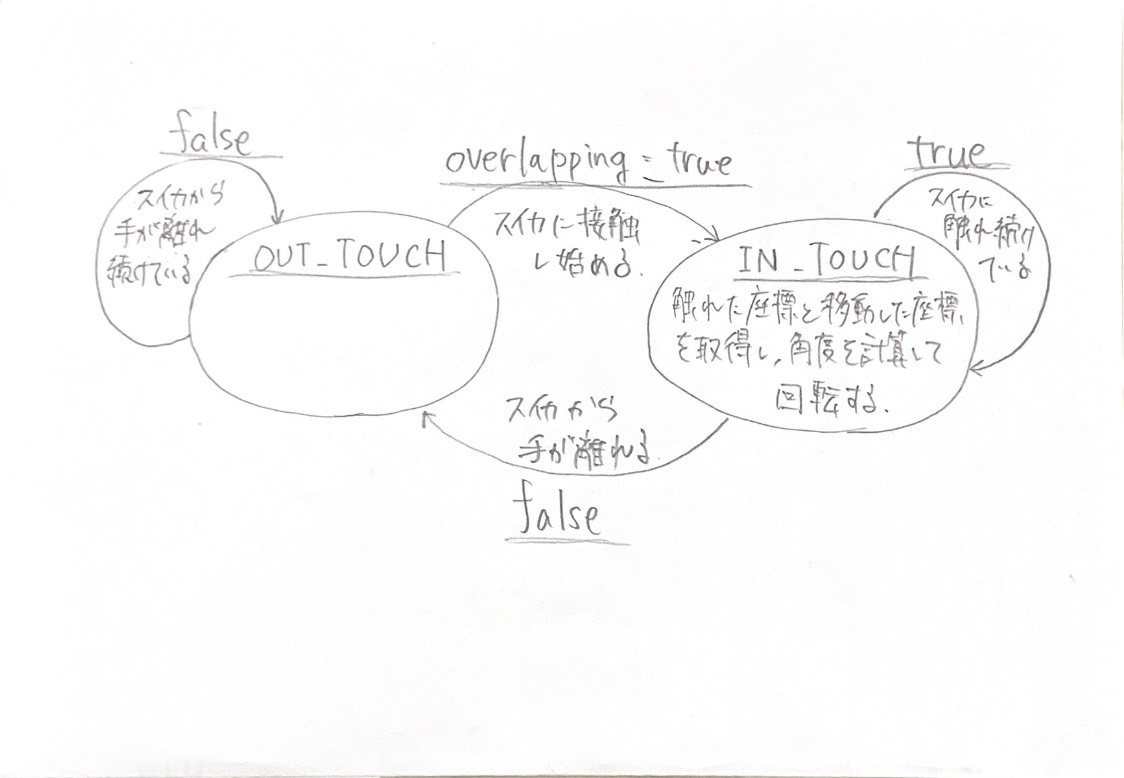 false
スイカから
手が離れ
続けている
OUT_TOUCH
overlapping = true
スイカに接触
し始める.
true
スイカに
触れ続け
ている
IN_TOUCH
触れた座標と移動した座標
を取得し、角度を計算して
回転する.
スイカから
手が離れる.
false